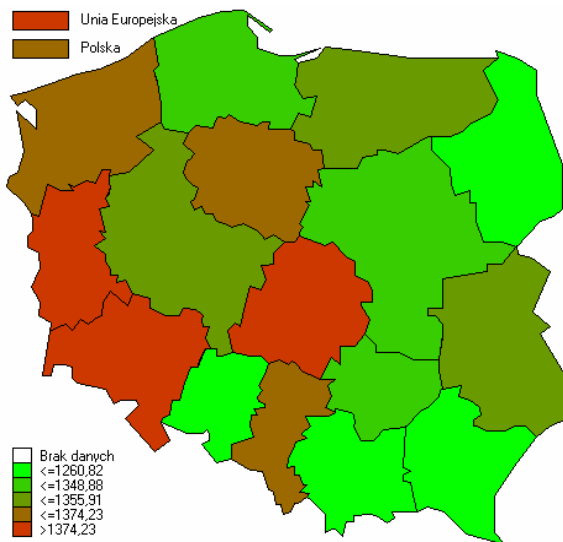 Unia Europejska
Polska
Brak danych
<=1260,82
<=1348,88
<=1355,91
<=1374,23
>1374,23